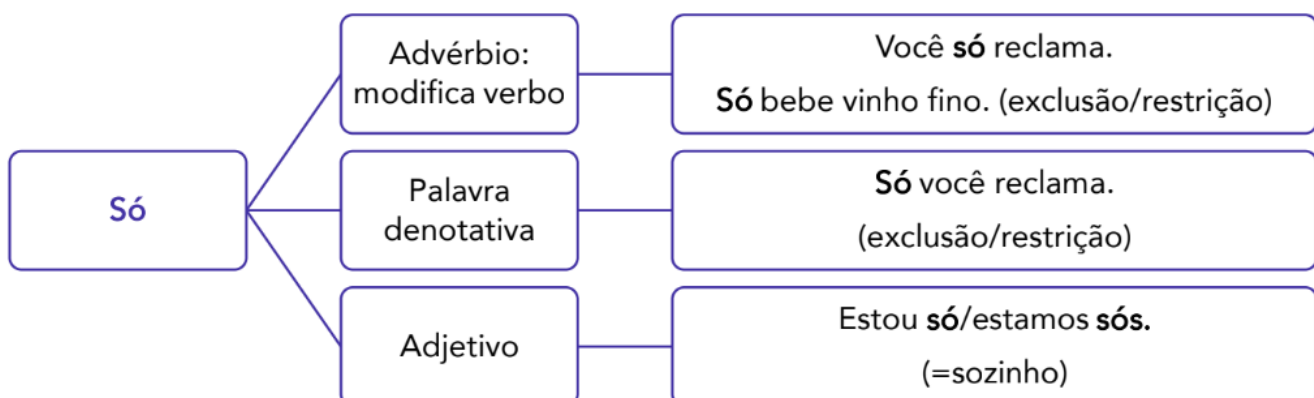 Só
Advérbio:
modifica verbo
Você só reclama.
Só bebe vinho fino. (exclusão/restrição)
Palavra
denotativa
Só você reclama.
(exclusão/restrição)
Adjetivo
Estou só/estamos sós.
(=sozinho)